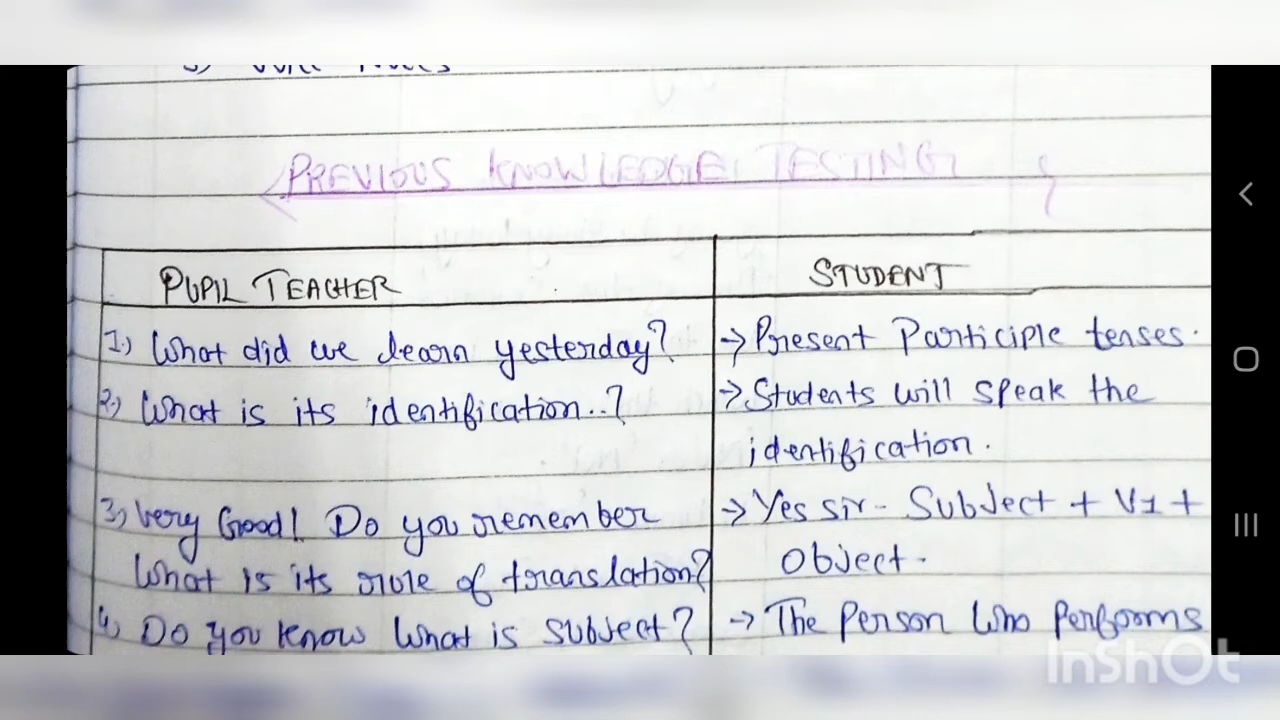 PREVIOUS KNOWLEDGE TESTING
PUPIL TEACHER
STUDENT
1.) What did we learn yesterday?
→ Present Participle tenses.
2) What is its identification..?
→ Students will speak the
identification.
3) Very Good! Do you remember
What is its rule of translation?
→ Yes sir - Subject + V1 +
Object.
4) Do you know What is subject?
→ The Person Who Performs
InShOt